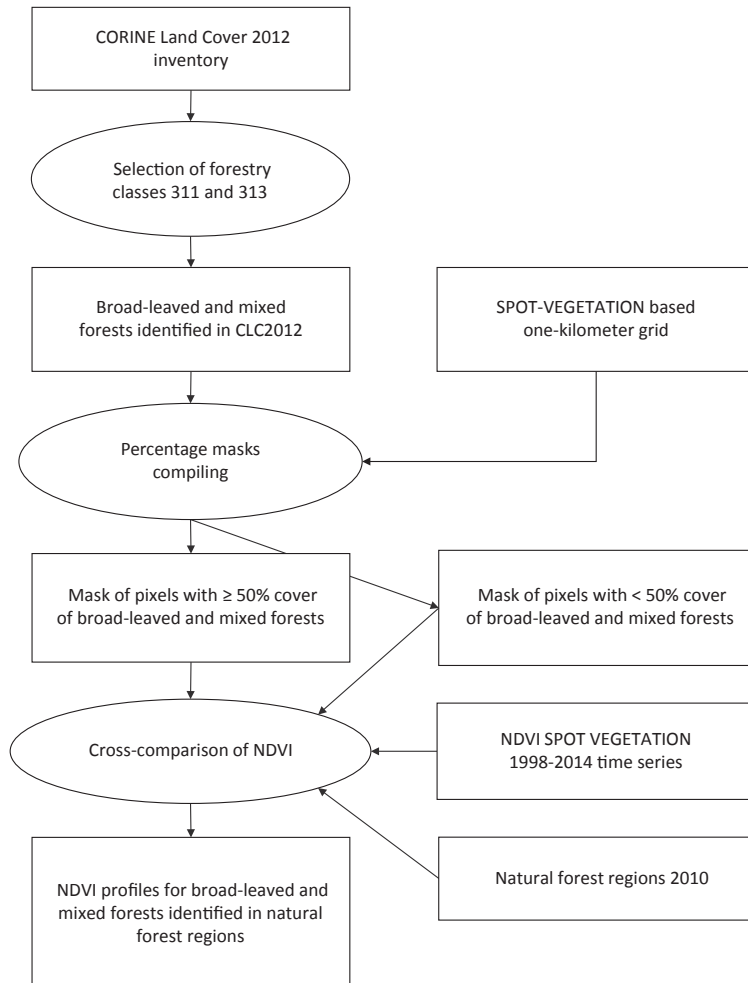 CORINE Land Cover 2012
inventory
Selection of forestry
classes 311 and 313
Broad-leaved and mixed
forests identified in CLC2012
SPOT-VEGETATION based
one-kilometer grid
Percentage masks
compiling
Mask of pixels with ≥ 50% cover
of broad-leaved and mixed forests
Mask of pixels with < 50% cover
of broad-leaved and mixed forests
Cross-comparison of NDVI
NDVI SPOT VEGETATION
1998-2014 time series
Natural forest regions 2010
NDVI profiles for broad-leaved and
mixed forests identified in natural
forest regions